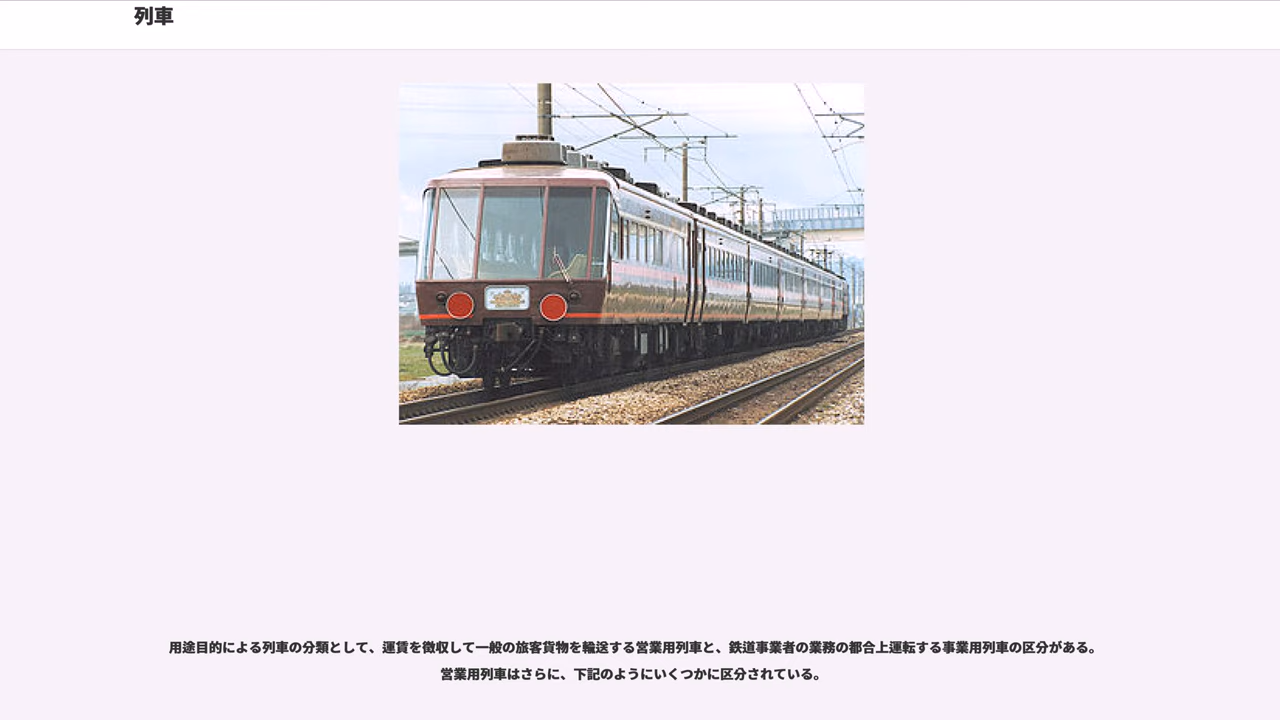 列車
用途目的による列車の分類として、運賃を徴収して一般の旅客貨物を輸送する営業用列車と、鉄道事業者の業務の都合上運転する事業用列車の区分がある。
営業用列車はさらに、下記のようにいくつかに区分されている。